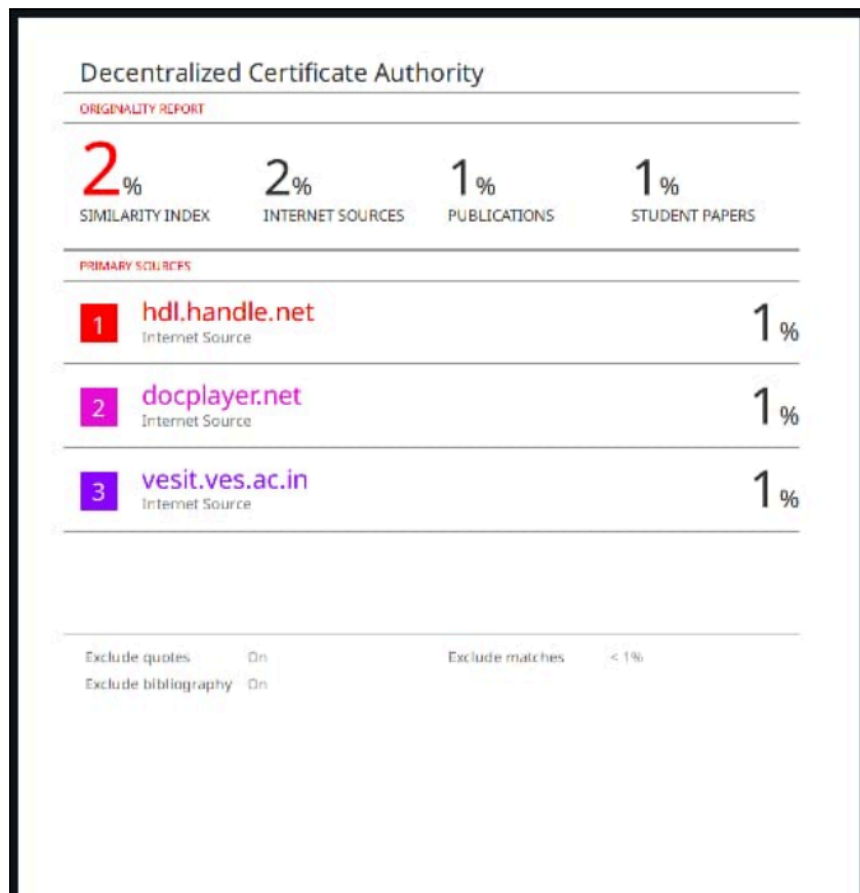 Decentralized Certificate Authority
ORIGINALITY REPORT
2% 2% 1% 1%
SIMILARITY INDEX INTERNET SOURCES PUBLICATIONS STUDENT PAPERS
PRIMARY SOURCES
1 hdl.handle.net 1%
Internet Source
2 docplayer.net 1%
Internet Source
3 vesit.ves.ac.in 1%
Internet Source
Exclude quotes On Exclude matches < 1%
Exclude bibliography On